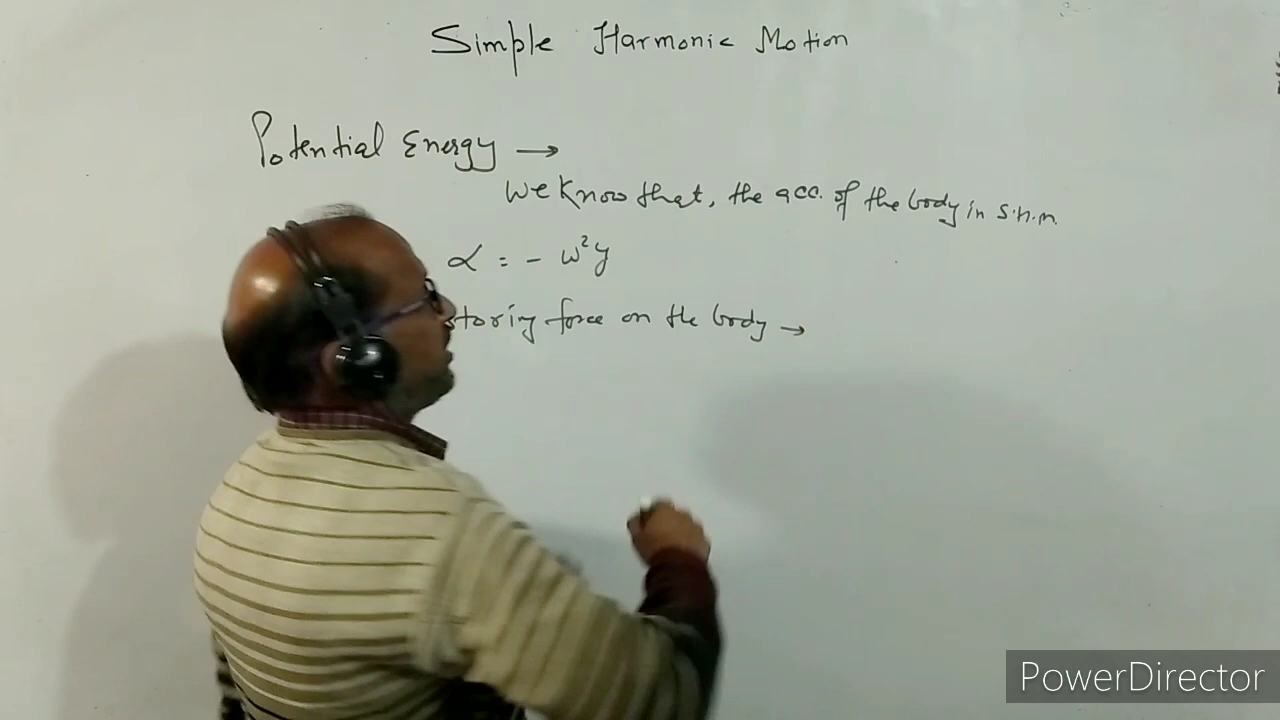 Simple Harmonic Motion
Potential Energy →
We know that, the acc. of the body in S.H.M.
α = - ω²y
storing force on the body →
PowerDirector